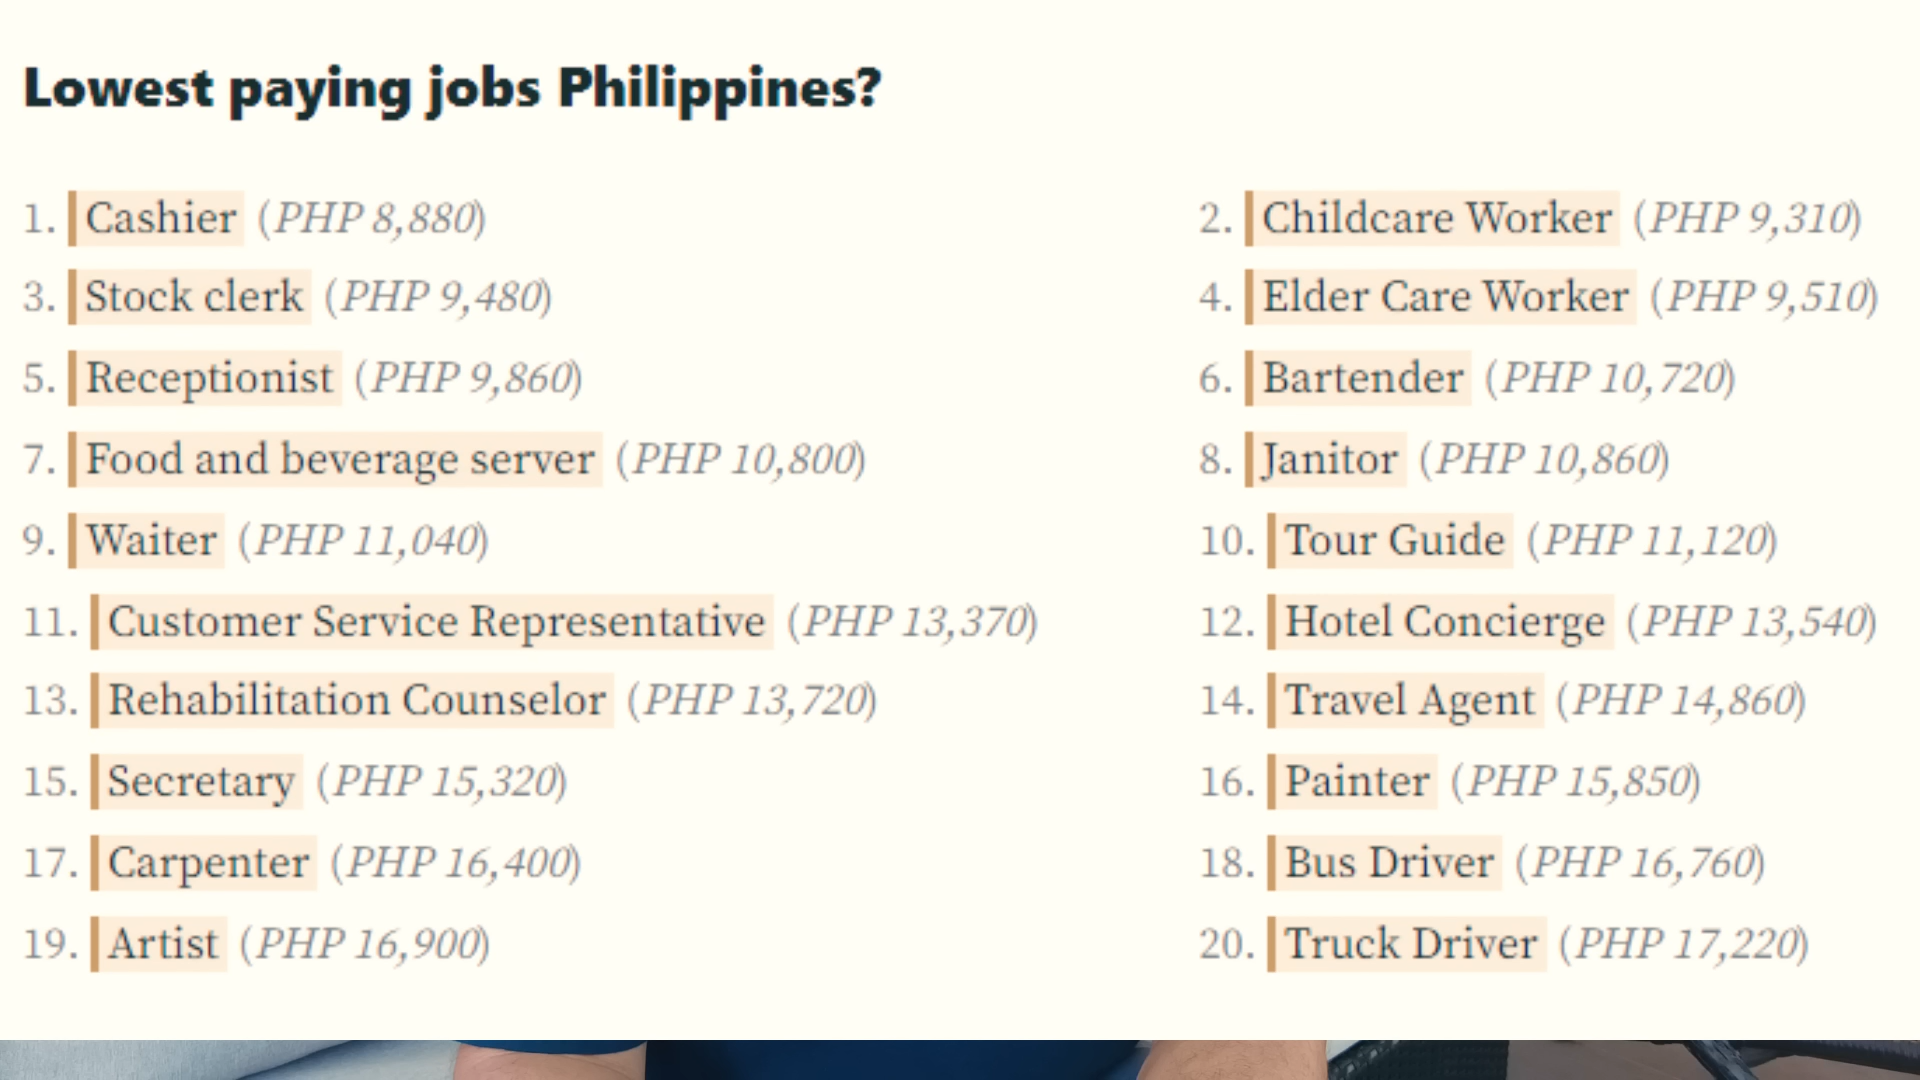 Lowest paying jobs Philippines?
1. Cashier (PHP 8,880)
2. Childcare Worker (PHP 9,310)
3. Stock clerk (PHP 9,480)
4. Elder Care Worker (PHP 9,510)
5. Receptionist (PHP 9,860)
6. Bartender (PHP 10,720)
7. Food and beverage server (PHP 10,800)
8. Janitor (PHP 10,860)
9. Waiter (PHP 11,040)
10. Tour Guide (PHP 11,120)
11. Customer Service Representative (PHP 13,370)
12. Hotel Concierge (PHP 13,540)
13. Rehabilitation Counselor (PHP 13,720)
14. Travel Agent (PHP 14,860)
15. Secretary (PHP 15,320)
16. Painter (PHP 15,850)
17. Carpenter (PHP 16,400)
18. Bus Driver (PHP 16,760)
19. Artist (PHP 16,900)
20. Truck Driver (PHP 17,220)